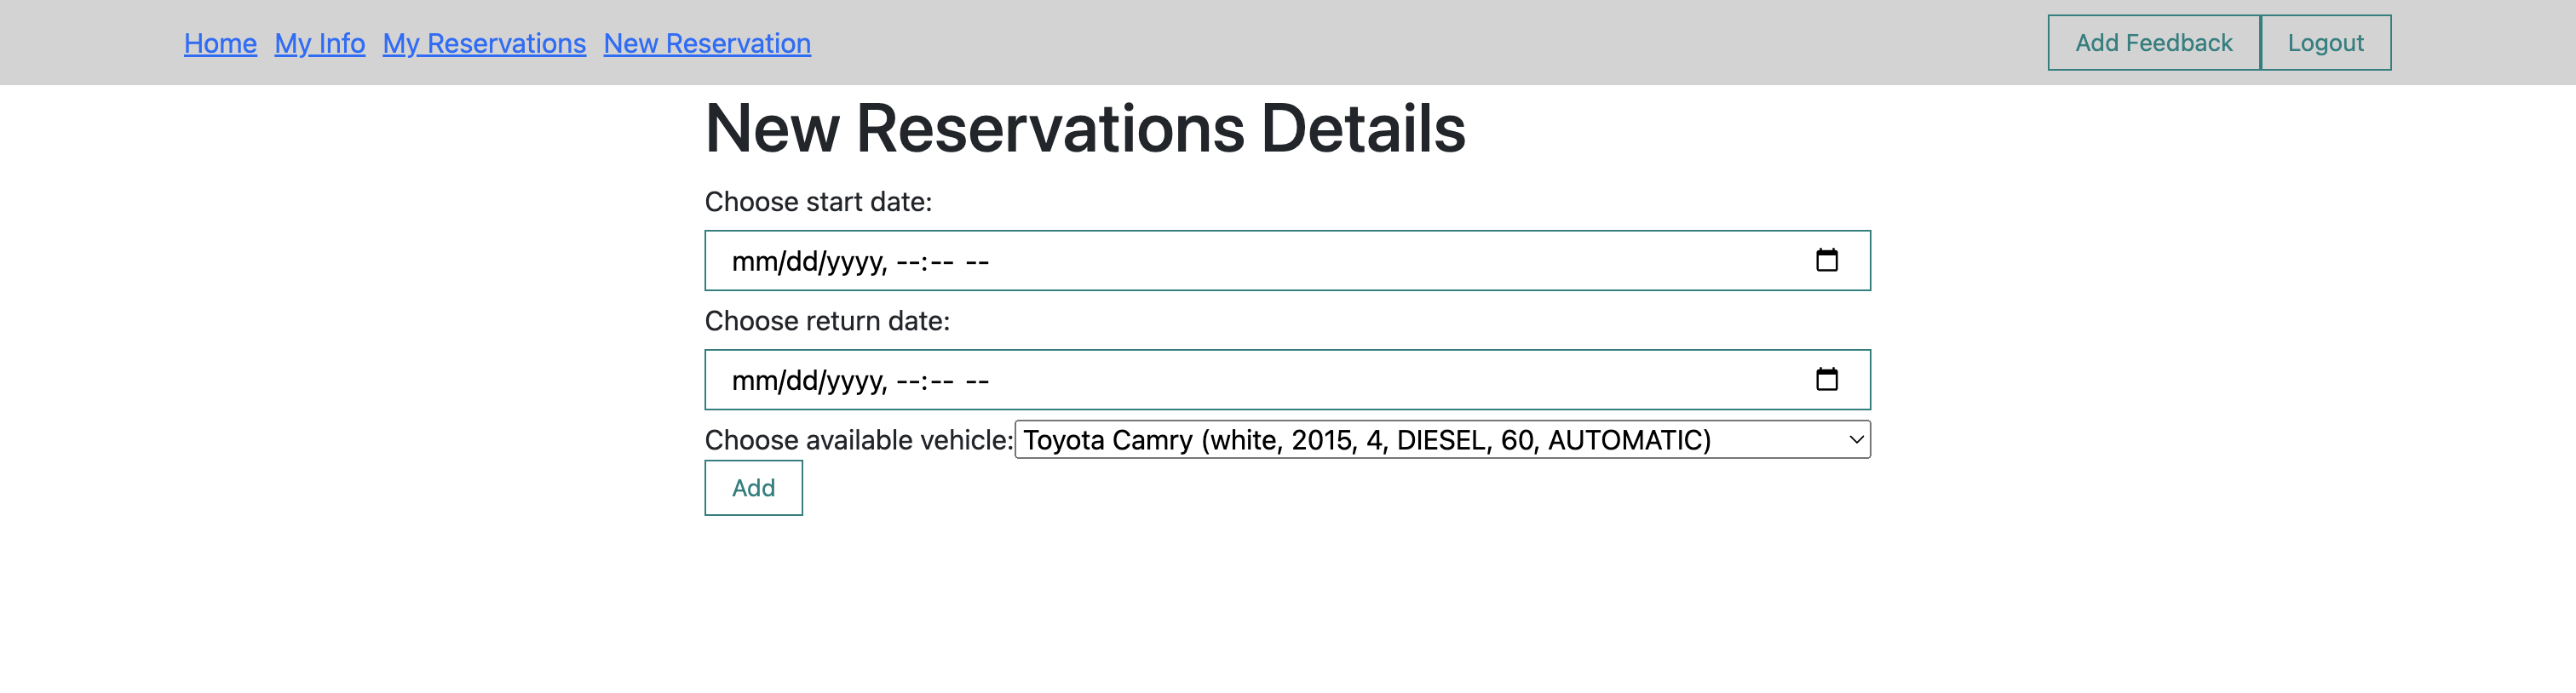 Home My Info My Reservations New Reservation Add Feedback Logout
New Reservations Details
Choose start date:
mm/dd/yyyy, --:-- --
Choose return date:
mm/dd/yyyy, --:-- --
Choose available vehicle: Toyota Camry (white, 2015, 4, DIESEL, 60, AUTOMATIC)
Add